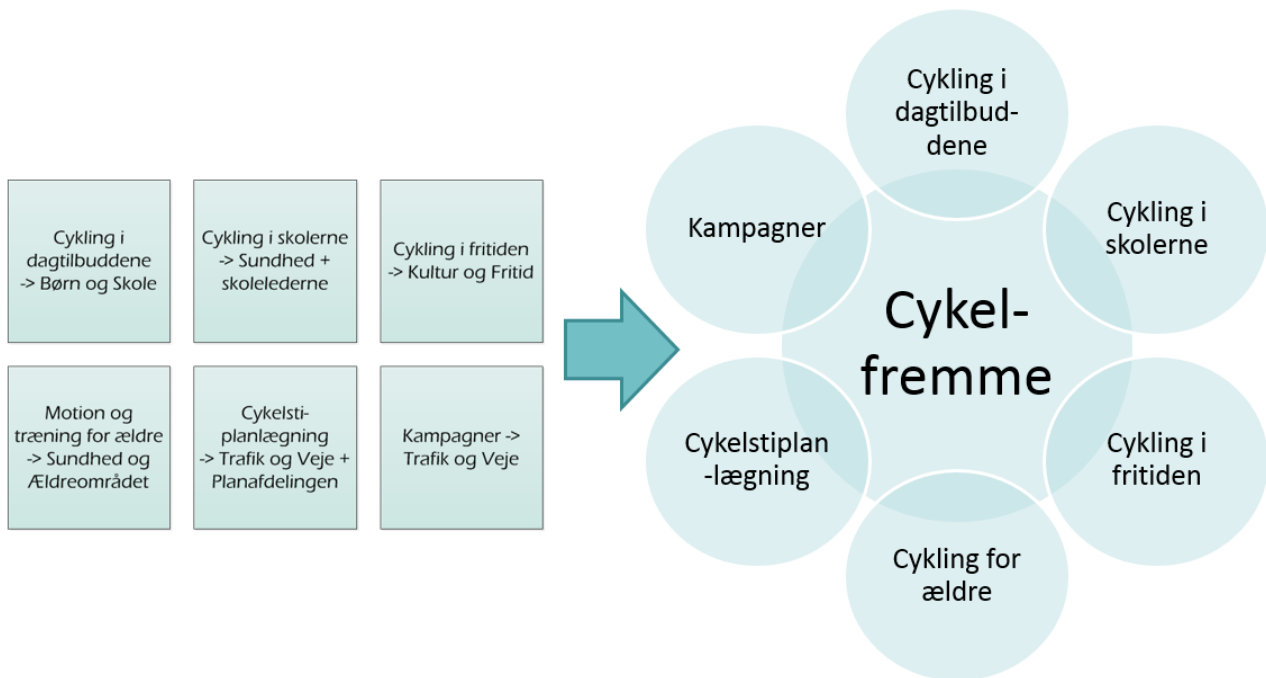 Cykling i
dagtilbuddene
-> Børn og Skole
Cykling i skolerne
-> Sundhed +
skolelederne
Cykling i fritiden
-> Kultur og Fritid
Motion og
træning for ældre
-> Sundhed og
Ældreområdet
Cykelsti-
planlægning
-> Trafik og Veje +
Planafdelingen
Kampagner ->
Trafik og Veje
Cykel-
fremme
Cykling i
dagtilbud-
dene
Cykling i
skolerne
Cykling i
fritiden
Cykling for
ældre
Cykelstiplan
-lægning
Kampagner